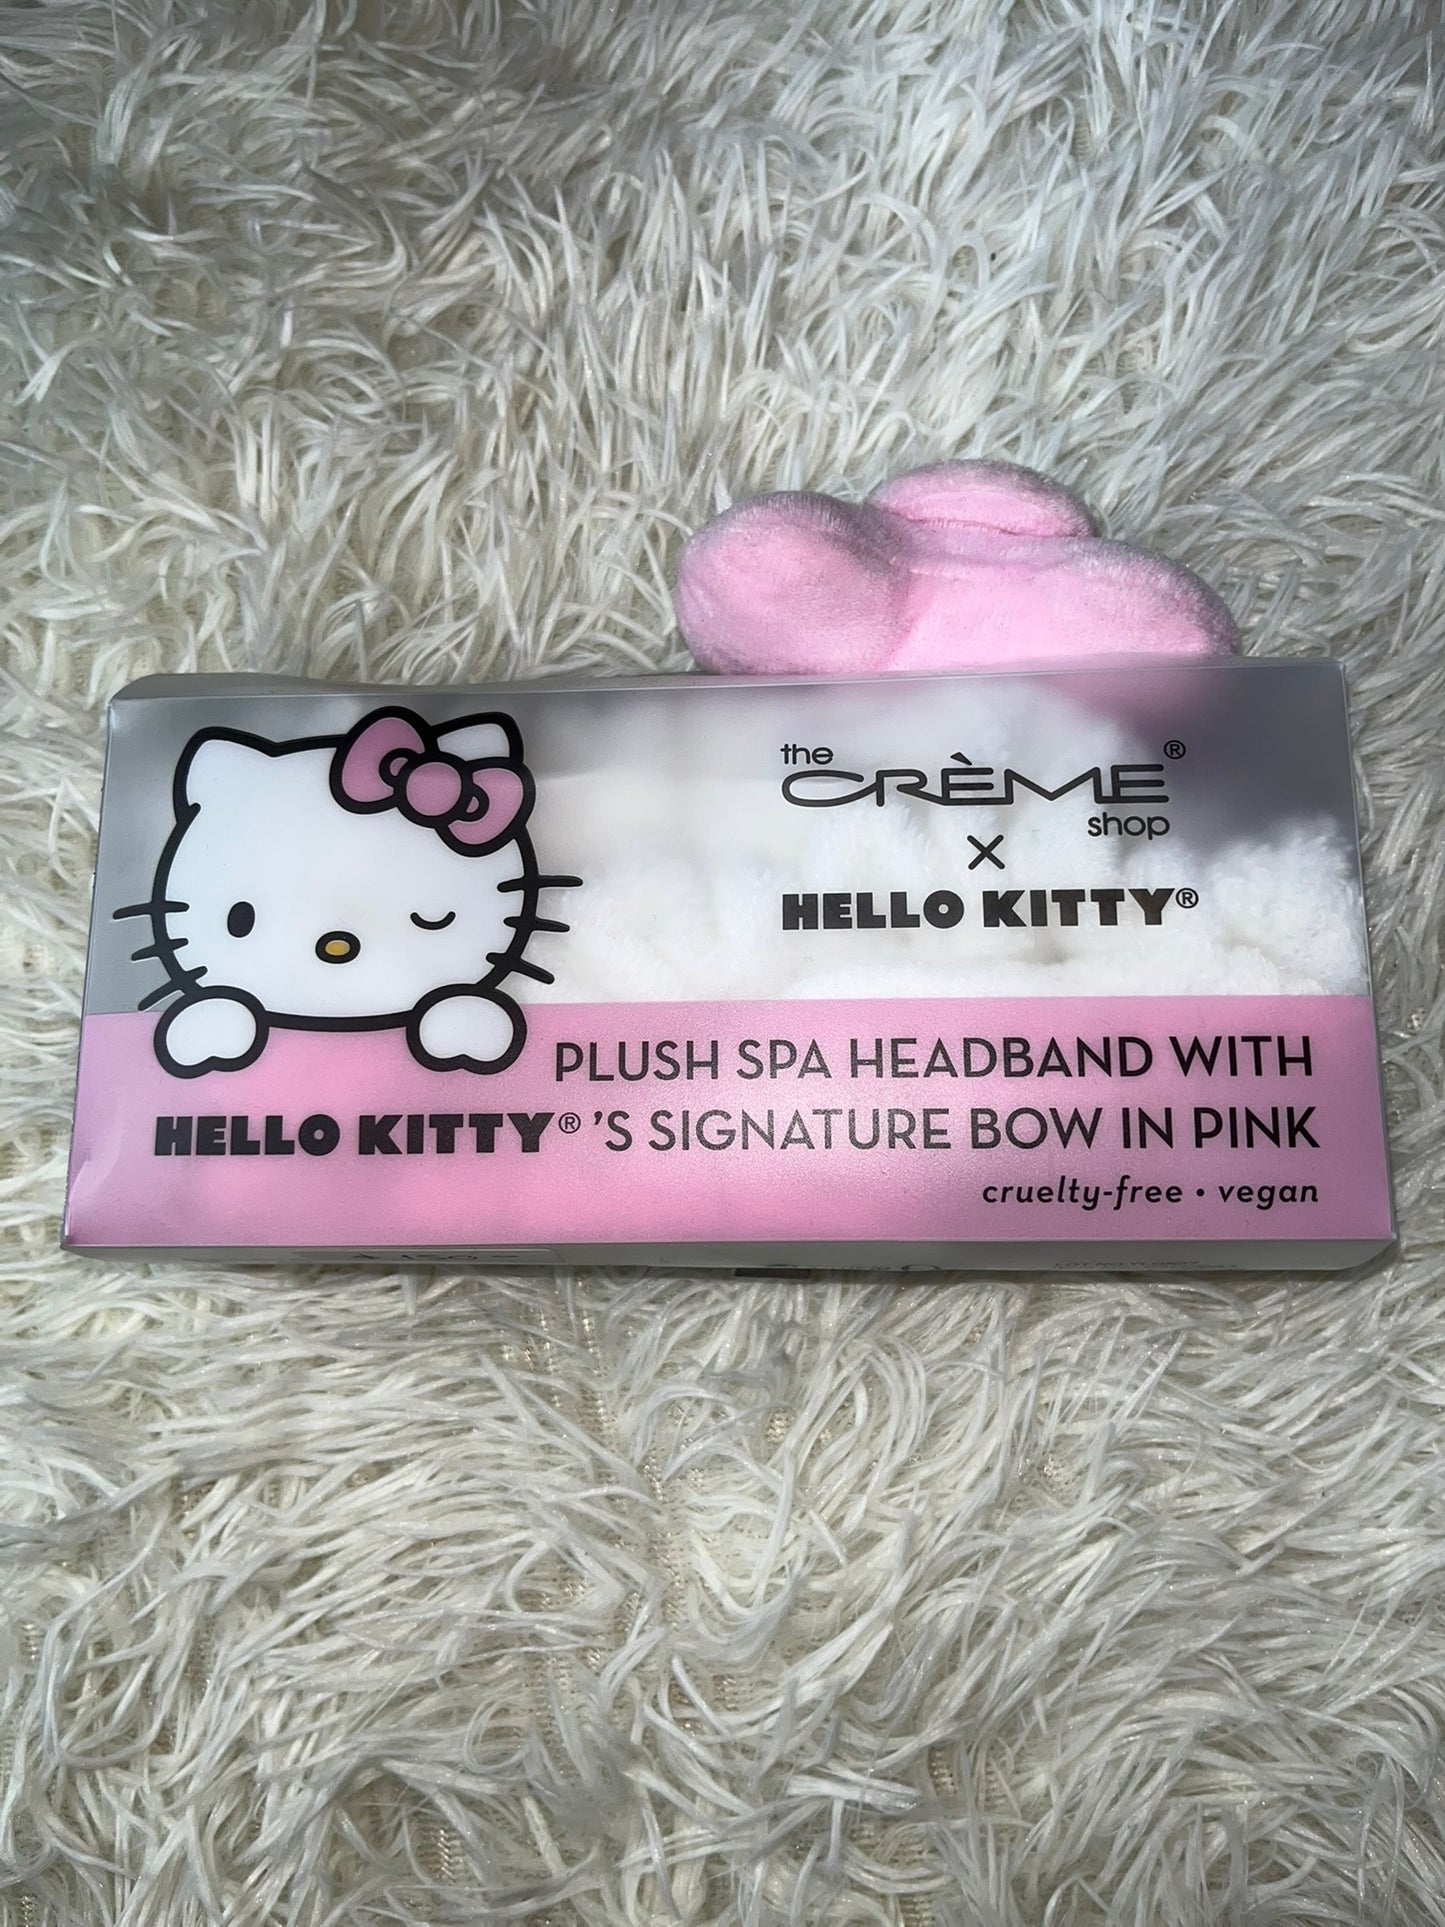 the
CRÈME®
shop
×
HELLO KITTY®
PLUSH SPA HEADBAND WITH
HELLO KITTY® 'S SIGNATURE BOW IN PINK
cruelty-free • vegan